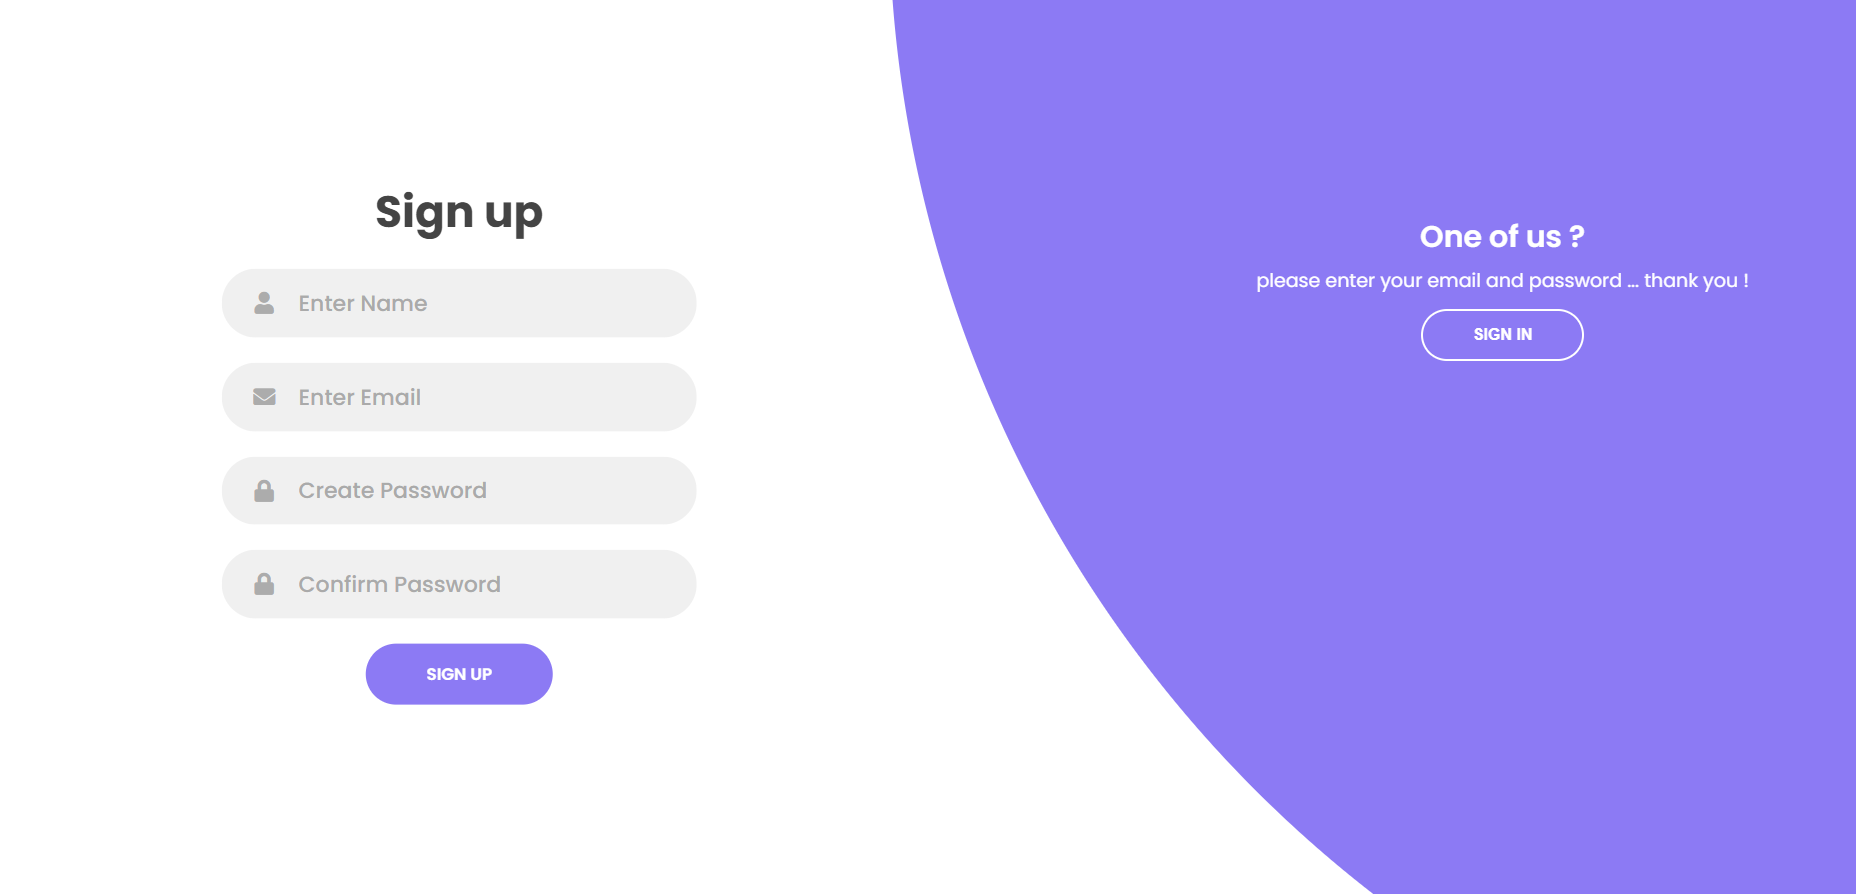 Sign up
Enter Name
Enter Email
Create Password
Confirm Password
SIGN UP
One of us ?
please enter your email and password ... thank you !
SIGN IN